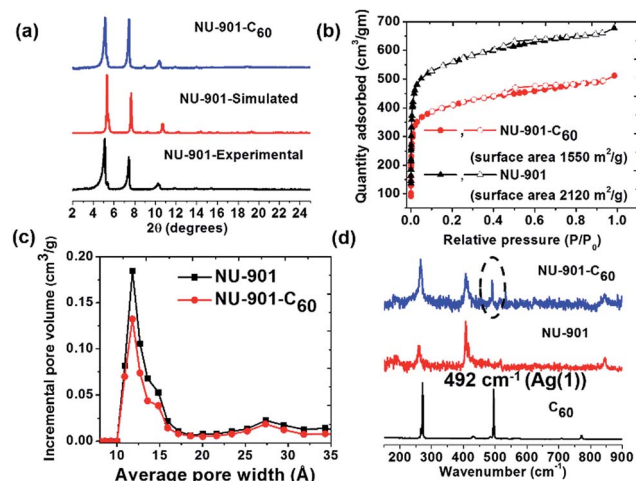 (a)
NU-901-C60
NU-901-Simulated
NU-901-Experimental
2 4 6 8 10 12 14 16 18 20 22 24
2θ (degrees)
(b)
Quantity adsorbed (cm³/gm)
700
600
500
400
300
200
100
, NU-901-C60
(surface area 1550 m²/g)
, NU-901
(surface area 2120 m²/g)
0.0 0.2 0.4 0.6 0.8 1.0
Relative pressure (P/P0)
(c)
Incremental pore volume (cm³/g)
0.20
0.15
0.10
0.05
0.00
NU-901
NU-901-C60
10 15 20 25 30 35
Average pore width (Å)
(d)
NU-901-C60
NU-901
492 cm⁻¹ (Ag(1))
C60
200 300 400 500 600 700 800 900
Wavenumber (cm⁻¹)